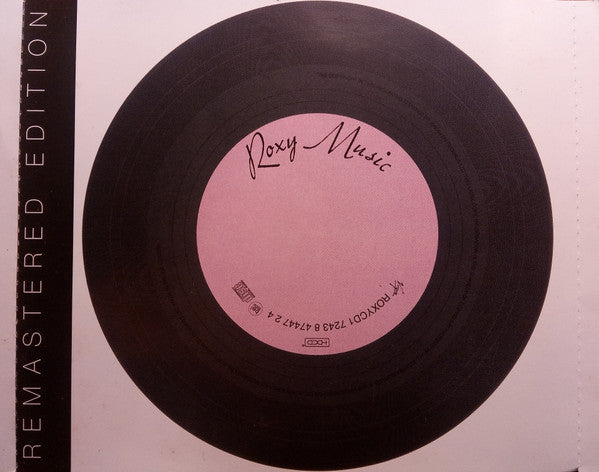 REMASTERED EDITION
Roxy Music
ROXYCD1 7243 8 47447 2 4
HDCD